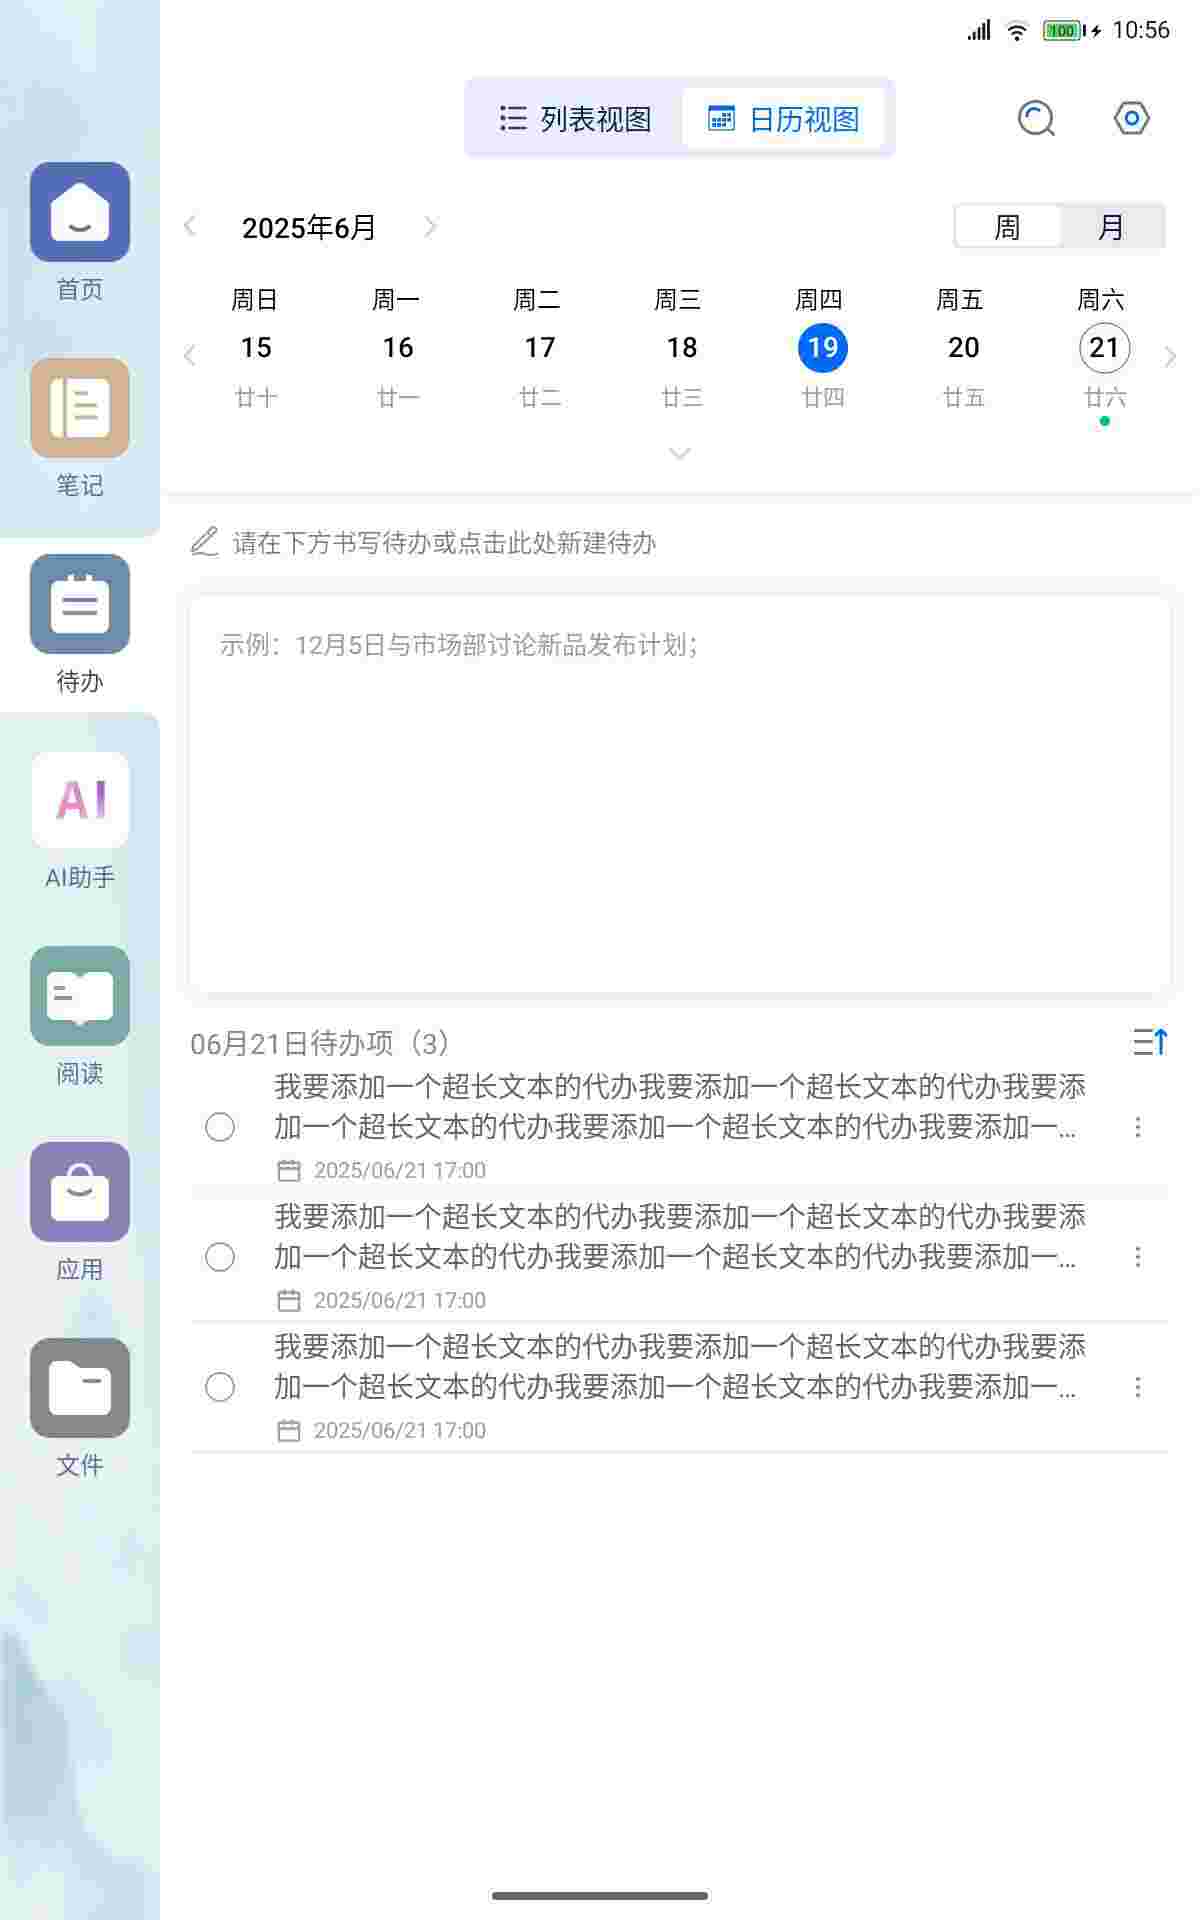 100
10:56
列表视图
日历视图
2025年6月
周
月
周日 周一 周二 周三 周四 周五 周六
15 16 17 18 19 20 21
廿十 廿一 廿二 廿三 廿四 廿五 廿六
请在下方书写待办或点击此处新建待办
示例：12月5日与市场部讨论新品发布计划；
06月21日待办项（3）
我要添加一个超长文本的代办我要添加一个超长文本的代办我要添
加一个超长文本的代办我要添加一个超长文本的代办我要添加一...
2025/06/21 17:00
我要添加一个超长文本的代办我要添加一个超长文本的代办我要添
加一个超长文本的代办我要添加一个超长文本的代办我要添加一...
2025/06/21 17:00
我要添加一个超长文本的代办我要添加一个超长文本的代办我要添
加一个超长文本的代办我要添加一个超长文本的代办我要添加一...
2025/06/21 17:00
首页
笔记
待办
AI
AI助手
阅读
应用
文件